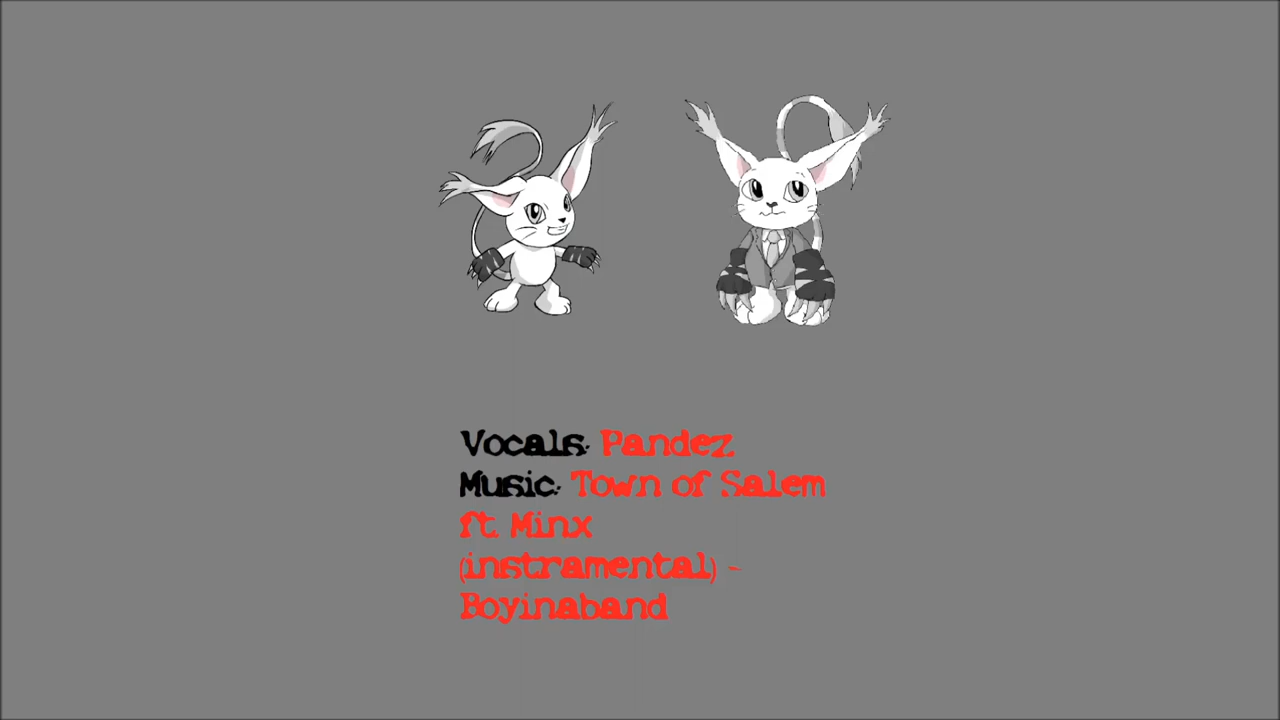 Vocals: Pandez
Music: Town of Salem
ft. Minx
(instramental) -
Boyinaband